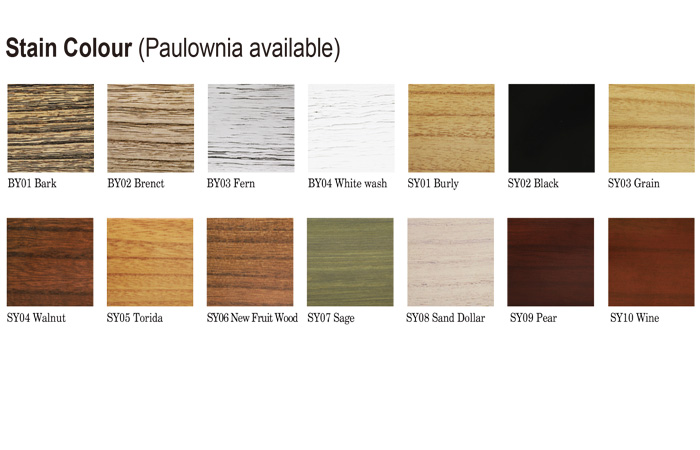 Stain Colour (Paulownia available)
BY01 Bark
BY02 Brenct
BY03 Fern
BY04 White wash
SY01 Burly
SY02 Black
SY03 Grain
SY04 Walnut
SY05 Torida
SY06 New Fruit Wood
SY07 Sage
SY08 Sand Dollar
SY09 Pear
SY10 Wine